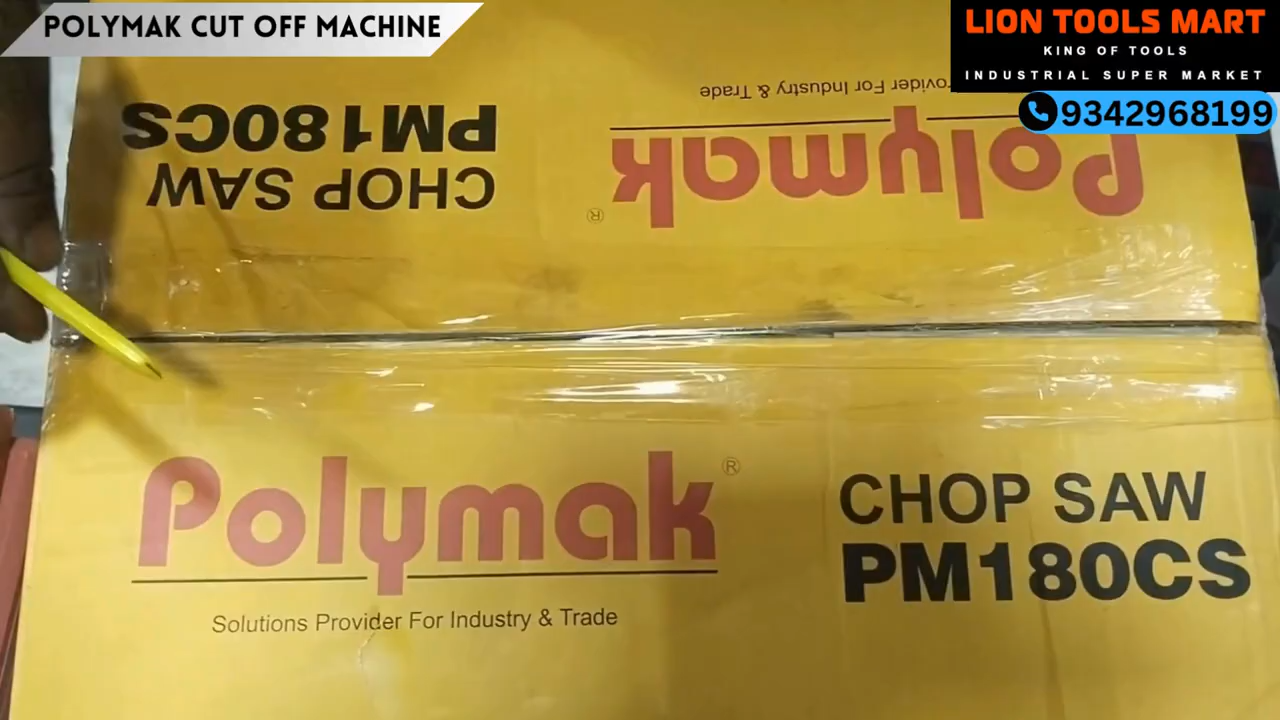 POLYMAK CUT OFF MACHINE
LION TOOLS MART
KING OF TOOLS
INDUSTRIAL SUPER MARKET
9342968199
CHOP SAW
PM180CS
Polymak®
For Industry & Trade
Polymak®
Solutions Provider For Industry & Trade
CHOP SAW
PM180CS